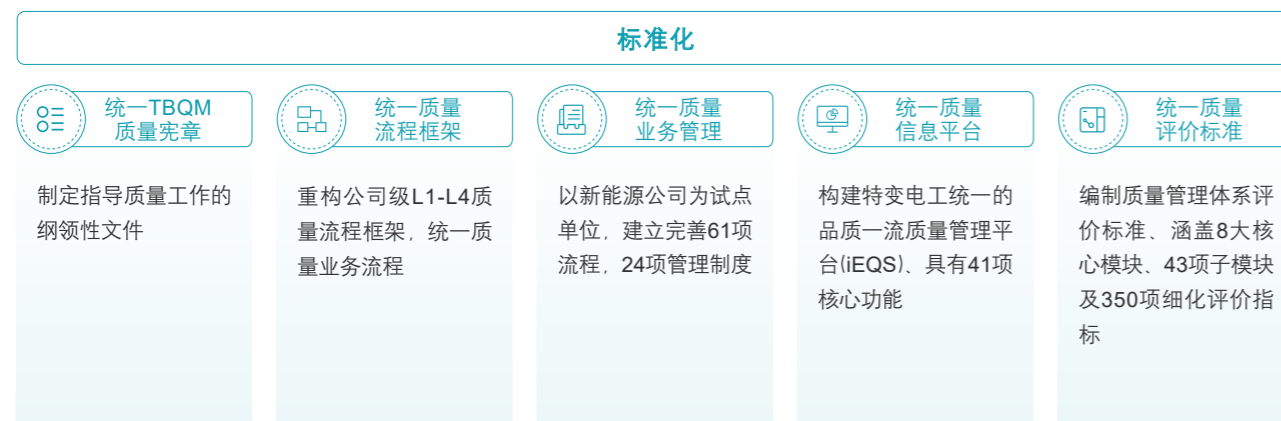 标准化
统一TBQM
质量宪章
制定指导质量工作的
纲领性文件
统一质量
流程框架
重构公司级L1-L4质
量流程框架，统一质
量业务流程
统一质量
业务管理
以新能源公司为试点
单位，建立完善61项
流程，24项管理制度
统一质量
信息平台
构建特变电工统一的
品质一流质量管理平
台(iEQS)、具有41项
核心功能
统一质量
评价标准
编制质量管理体系评
价标准、涵盖8大核
心模块、43项子模块
及350项细化评价指
标